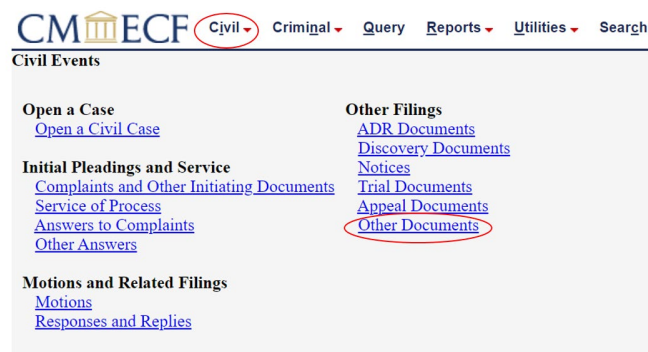 CM ECF Civil Criminal Query Reports Utilities Search
Civil Events
Open a Case
Open a Civil Case
Initial Pleadings and Service
Complaints and Other Initiating Documents
Service of Process
Answers to Complaints
Other Answers
Motions and Related Filings
Motions
Responses and Replies
Other Filings
ADR Documents
Discovery Documents
Notices
Trial Documents
Appeal Documents
Other Documents